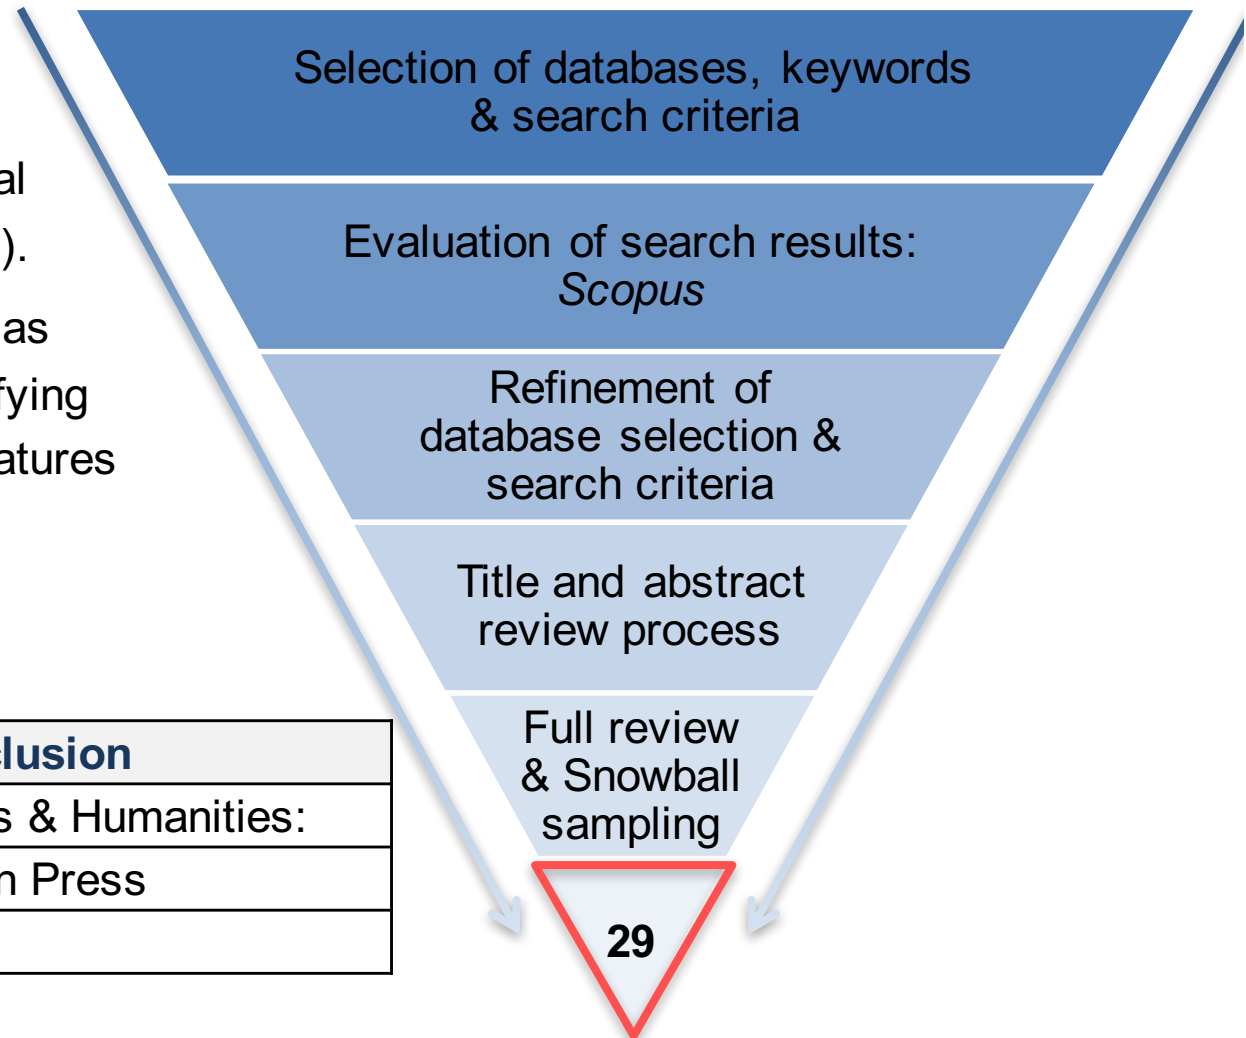 Selection of databases, keywords
& search criteria
al
).
as
fying
atures
Evaluation of search results:
Scopus
Refinement of
database selection &
search criteria
Title and abstract
review process
Full review
& Snowball
sampling
29
clusion
s & Humanities:
n Press